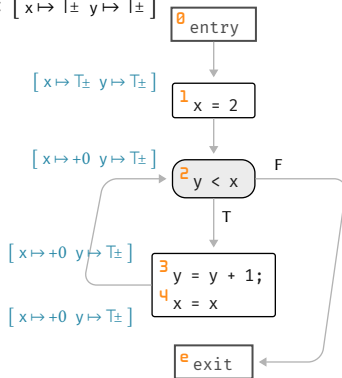 [ x ↦ ⊤± y ↦ ⊤± ]
0 entry
[ x ↦ ⊤± y ↦ ⊤± ]
1 x = 2
[ x ↦ +0 y ↦ ⊤± ]
2 y < x
F
T
[ x ↦ +0 y ↦ ⊤± ]
3 y = y + 1;
4 x = x
[ x ↦ +0 y ↦ ⊤± ]
e exit